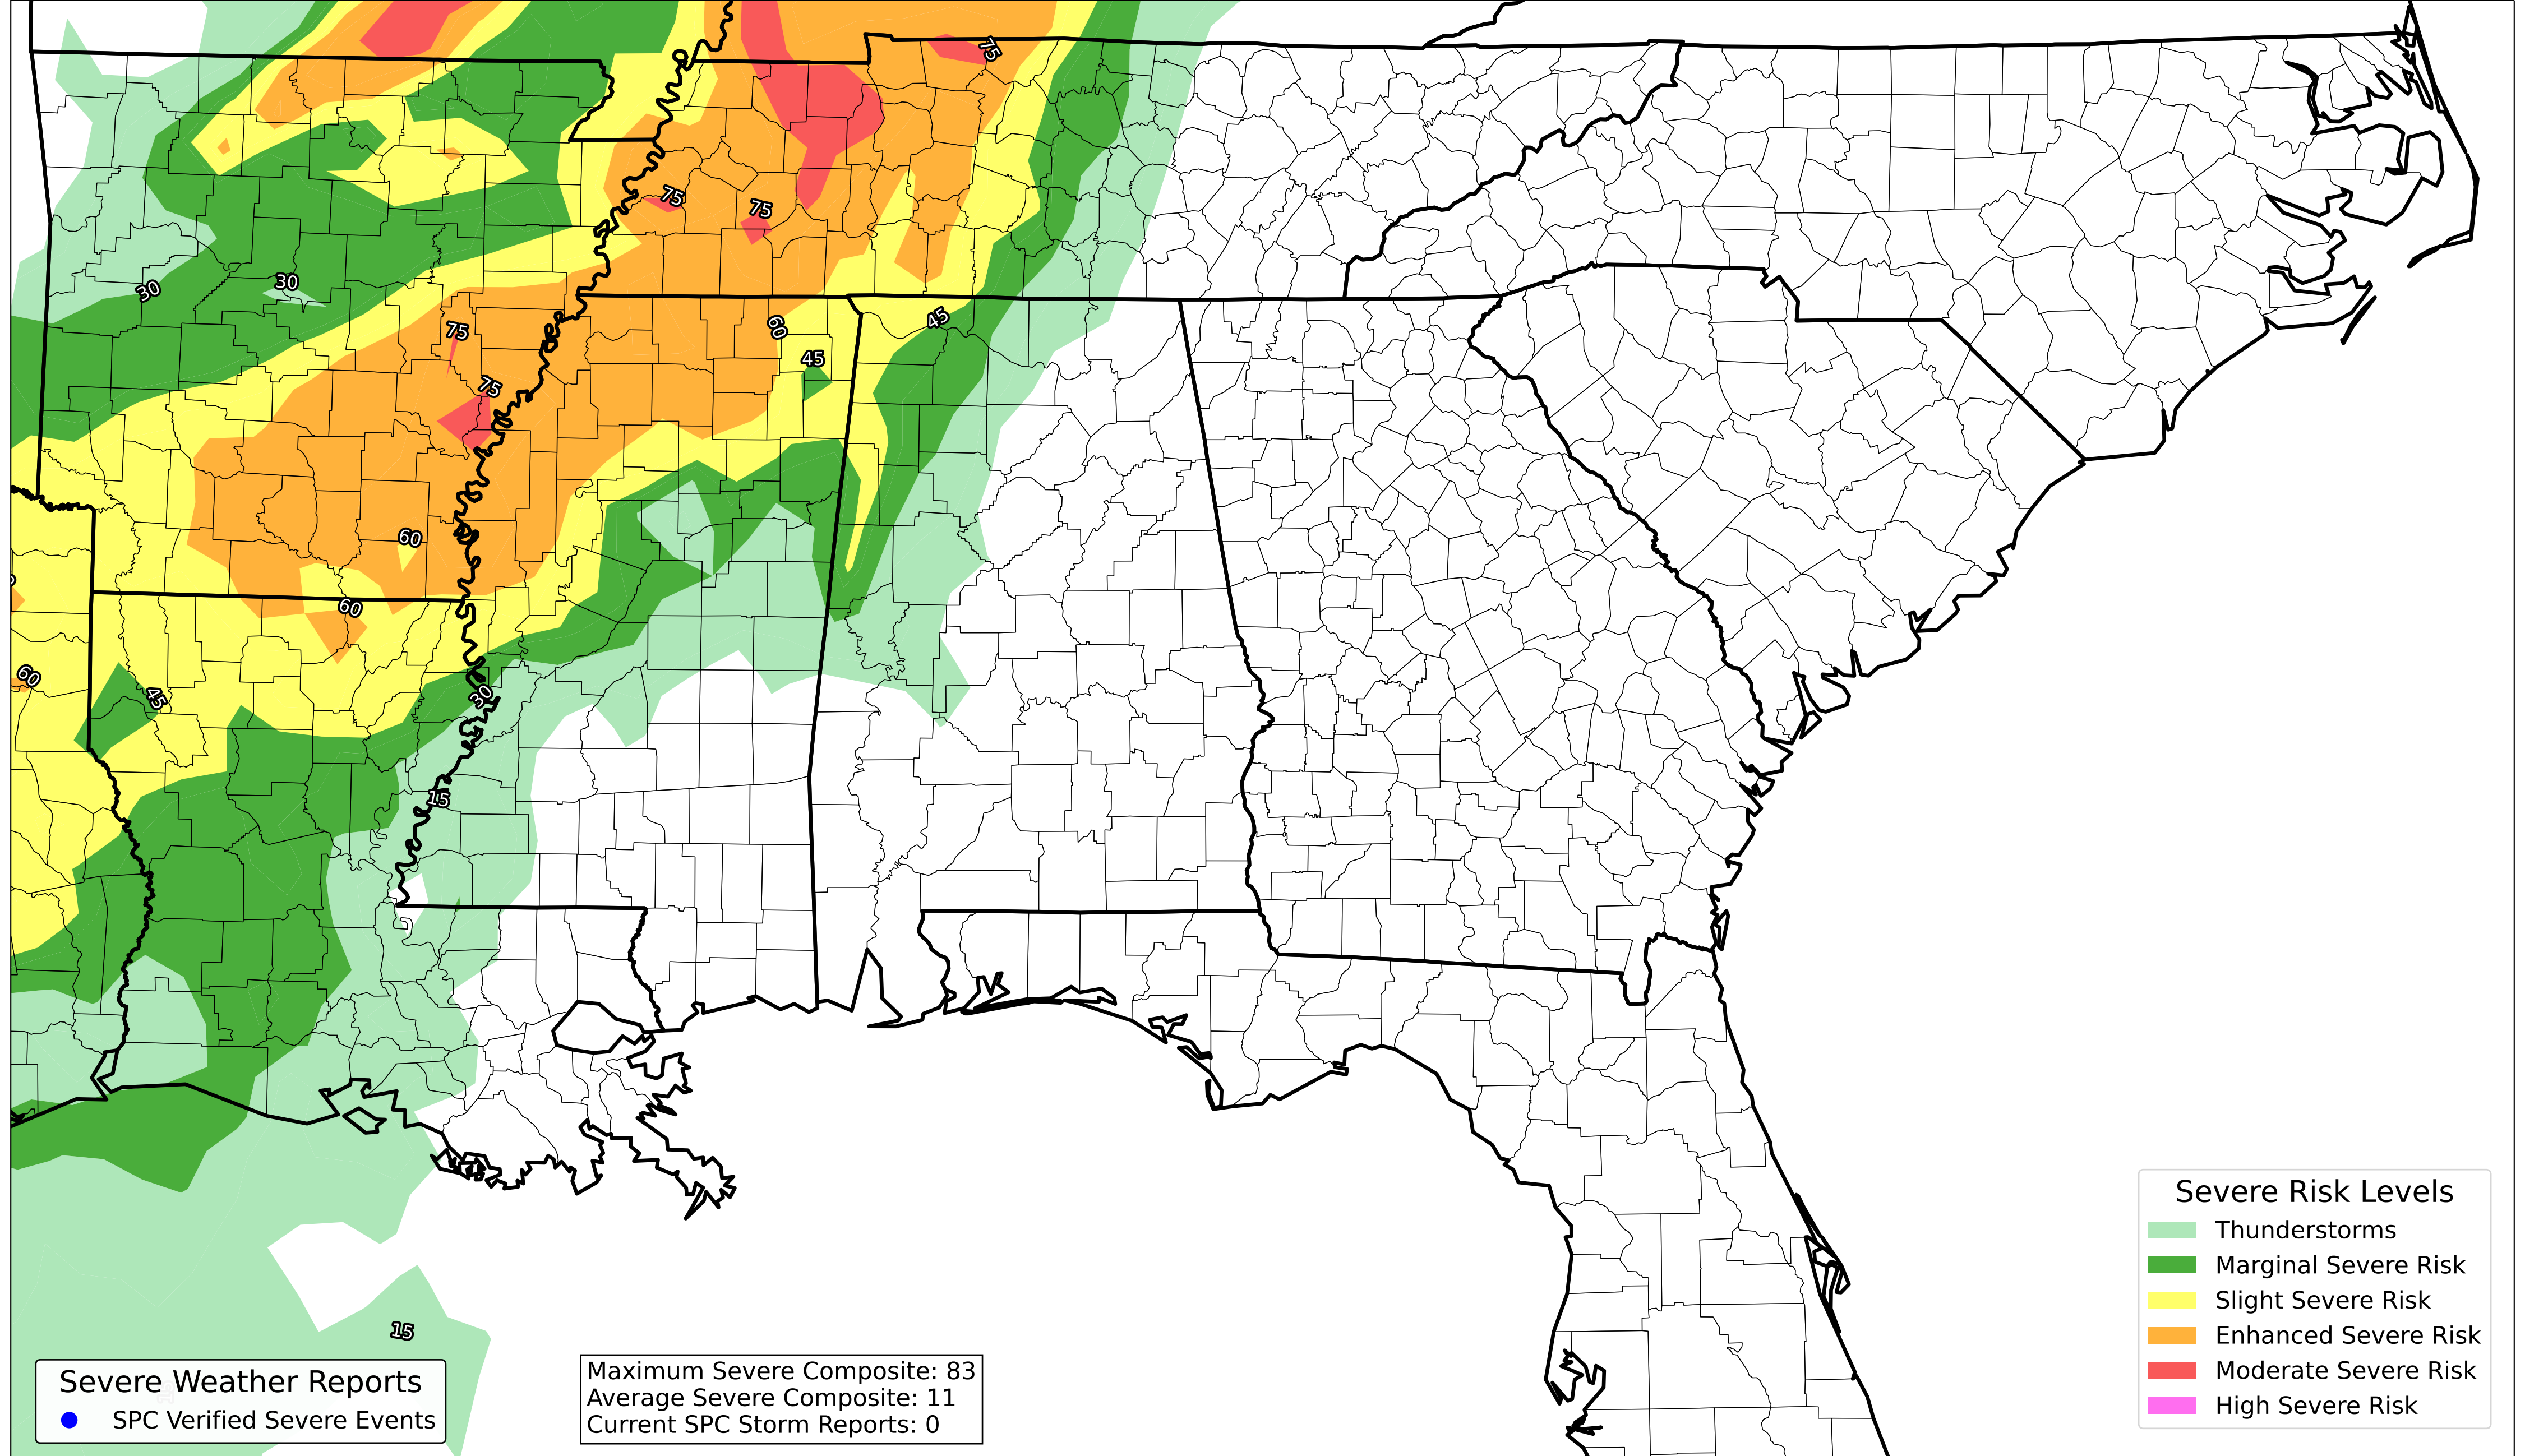 75
75
75
30
30
75
60
45
45
75
60
60
60
45
30
15
15
Severe Weather Reports
SPC Verified Severe Events
Maximum Severe Composite: 83
Average Severe Composite: 11
Current SPC Storm Reports: 0
Severe Risk Levels
Thunderstorms
Marginal Severe Risk
Slight Severe Risk
Enhanced Severe Risk
Moderate Severe Risk
High Severe Risk